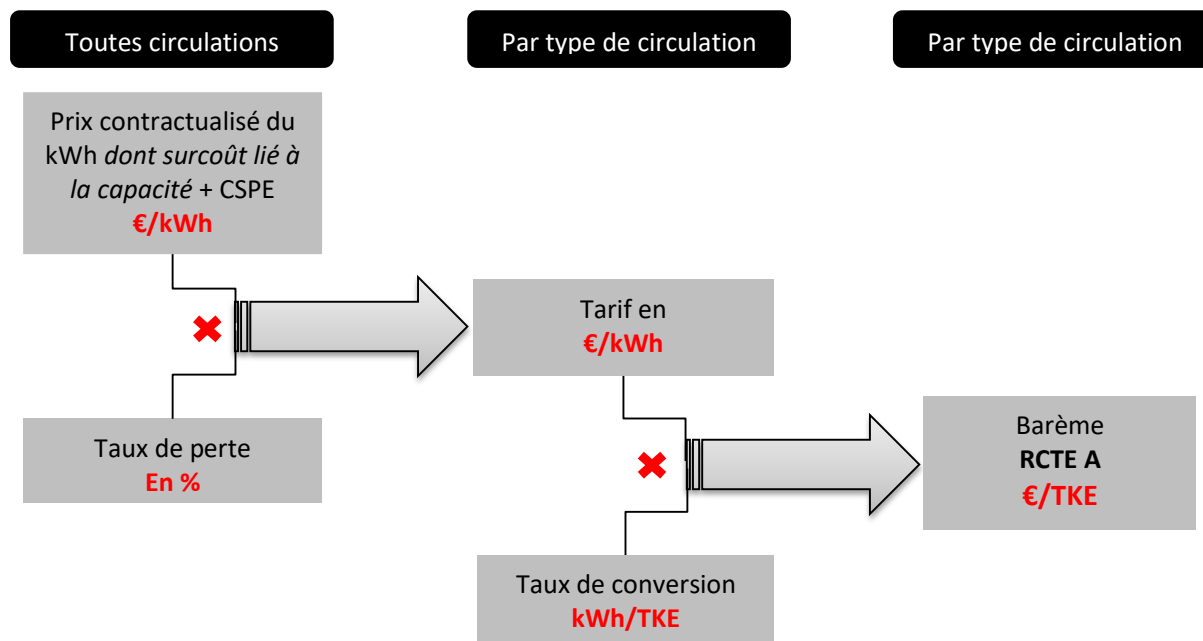 Toutes circulations
Par type de circulation
Par type de circulation
Prix contractualisé du
kWh dont surcoût lié à
la capacité + CSPE
€/kWh
Tarif en
€/kWh
Taux de perte
En %
Barème
RCTE A
€/TKE
Taux de conversion
kWh/TKE